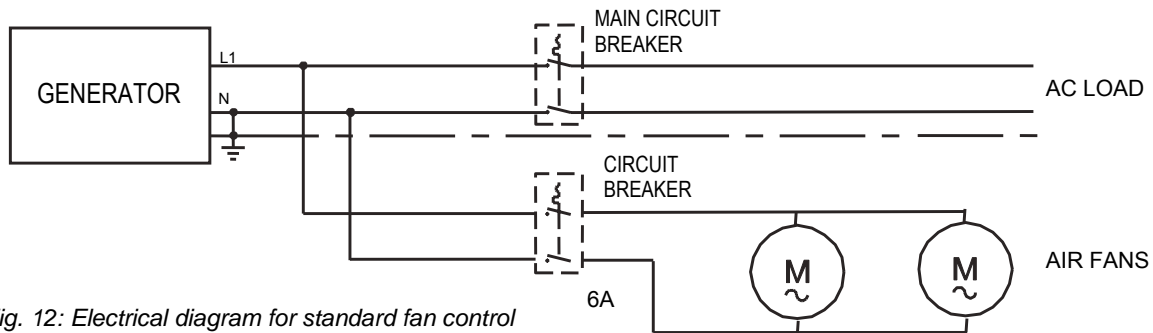 MAIN CIRCUIT
BREAKER
L1
GENERATOR
N
AC LOAD
CIRCUIT
BREAKER
M
M
AIR FANS
6A
ig. 12: Electrical diagram for standard fan control